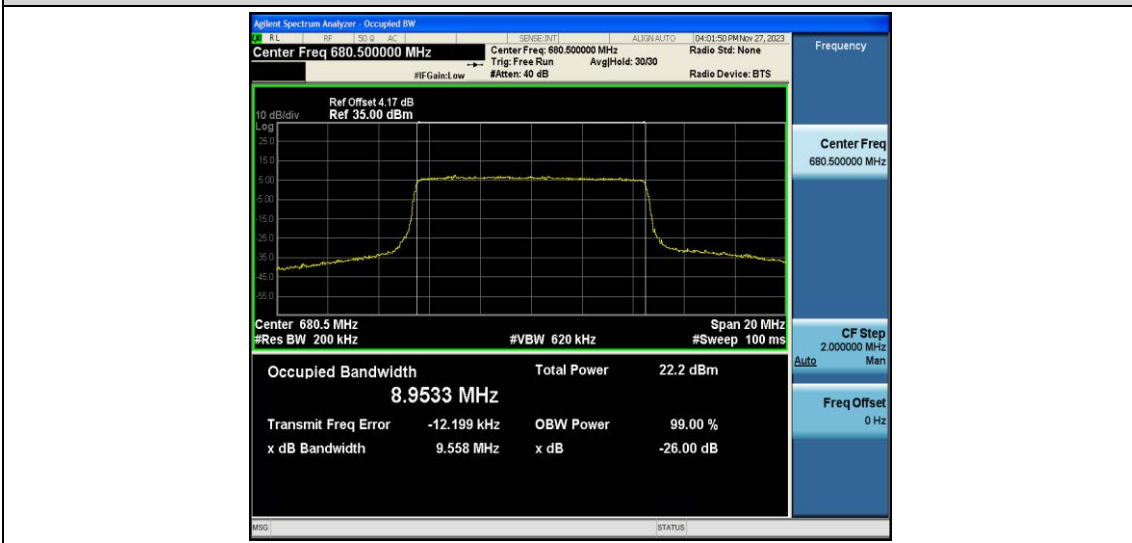 Agilent Spectrum Analyzer - Occupied BW
RL RF 50 Ω AC SENSE:INT ALIGN AUTO 04:01:50 PM Nov 27, 2023
Center Freq 680.500000 MHz
Center Freq: 680.500000 MHz
Radio Std: None
Trig: Free Run Avg|Hold: 30/30
#IFGain:Low #Atten: 40 dB Radio Device: BTS
Frequency
Ref Offset 4.17 dB
10 dB/div Ref 35.00 dBm
Log
25.0
15.0
5.00
-5.00
-15.0
-25.0
-35.0
-45.0
-55.0
Center 680.5 MHz Span 20 MHz
#Res BW 200 kHz #VBW 620 kHz #Sweep 100 ms
Center Freq
680.500000 MHz
CF Step
2.000000 MHz
Auto Man
Freq Offset
0 Hz
Occupied Bandwidth Total Power 22.2 dBm
8.9533 MHz
Transmit Freq Error -12.199 kHz OBW Power 99.00 %
x dB Bandwidth 9.558 MHz x dB -26.00 dB
MSG STATUS